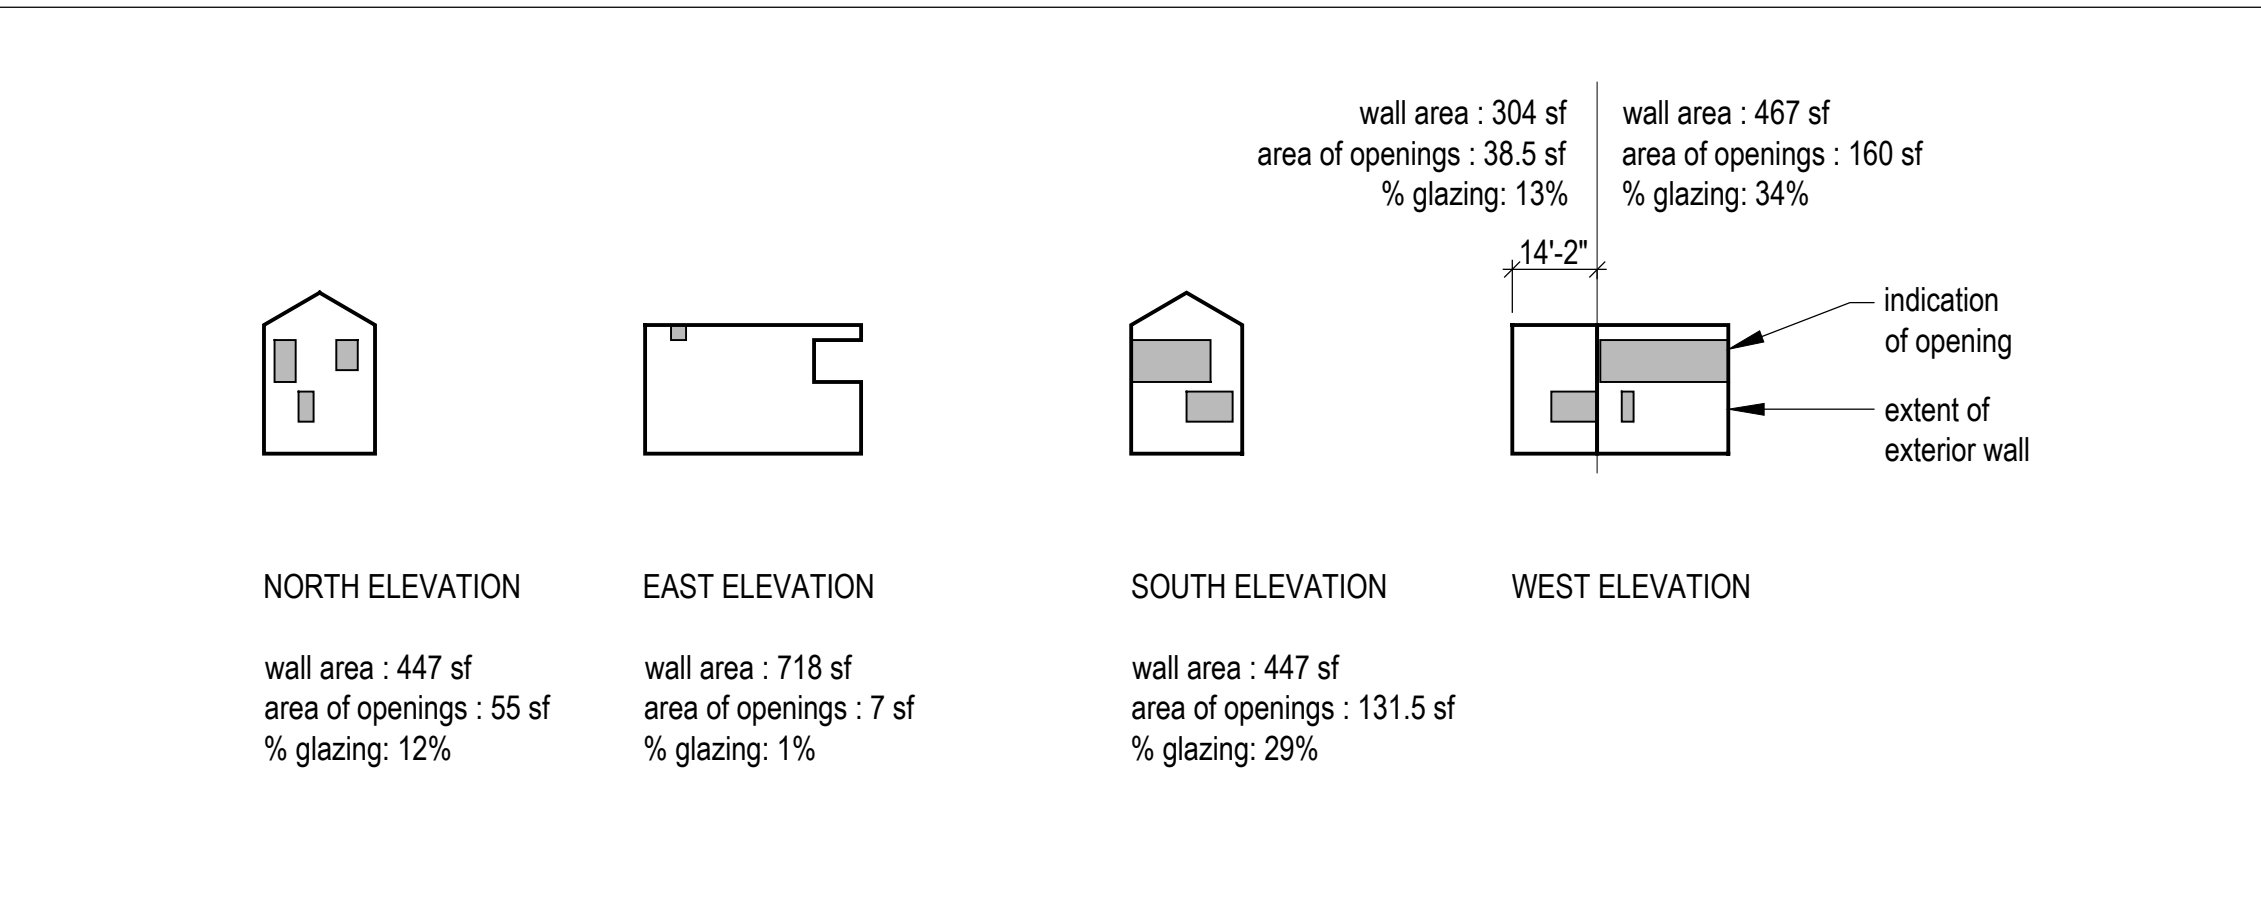 wall area : 304 sf
area of openings : 38.5 sf
% glazing: 13%
wall area : 467 sf
area of openings : 160 sf
% glazing: 34%
14'-2"
indication
of opening
extent of
exterior wall
NORTH ELEVATION
wall area : 447 sf
area of openings : 55 sf
% glazing: 12%
EAST ELEVATION
wall area : 718 sf
area of openings : 7 sf
% glazing: 1%
SOUTH ELEVATION
wall area : 447 sf
area of openings : 131.5 sf
% glazing: 29%
WEST ELEVATION